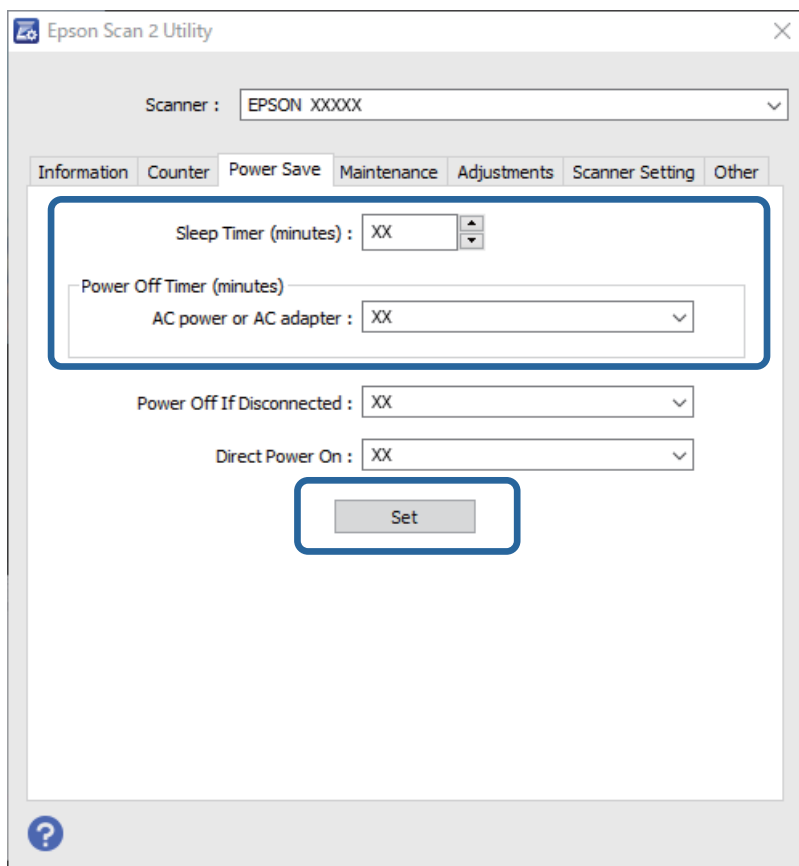 Epson Scan 2 Utility
Scanner : EPSON XXXXX
Information Counter Power Save Maintenance Adjustments Scanner Setting Other
Sleep Timer (minutes) : XX
Power Off Timer (minutes)
AC power or AC adapter : XX
Power Off If Disconnected : XX
Direct Power On : XX
Set
?